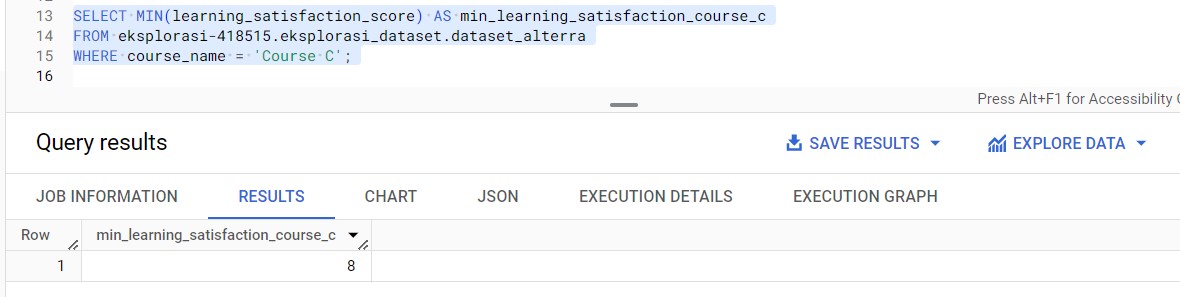 13 SELECT MIN(learning_satisfaction_score) AS min_learning_satisfaction_course_c
14 FROM eksplorasi-418515.eksplorasi_dataset.dataset_alterra
15 WHERE course_name = 'Course C';
16
Press Alt+F1 for Accessibility
Query results SAVE RESULTS EXPLORE DATA
JOB INFORMATION RESULTS CHART JSON EXECUTION DETAILS EXECUTION GRAPH
Row min_learning_satisfaction_course_c
1 8